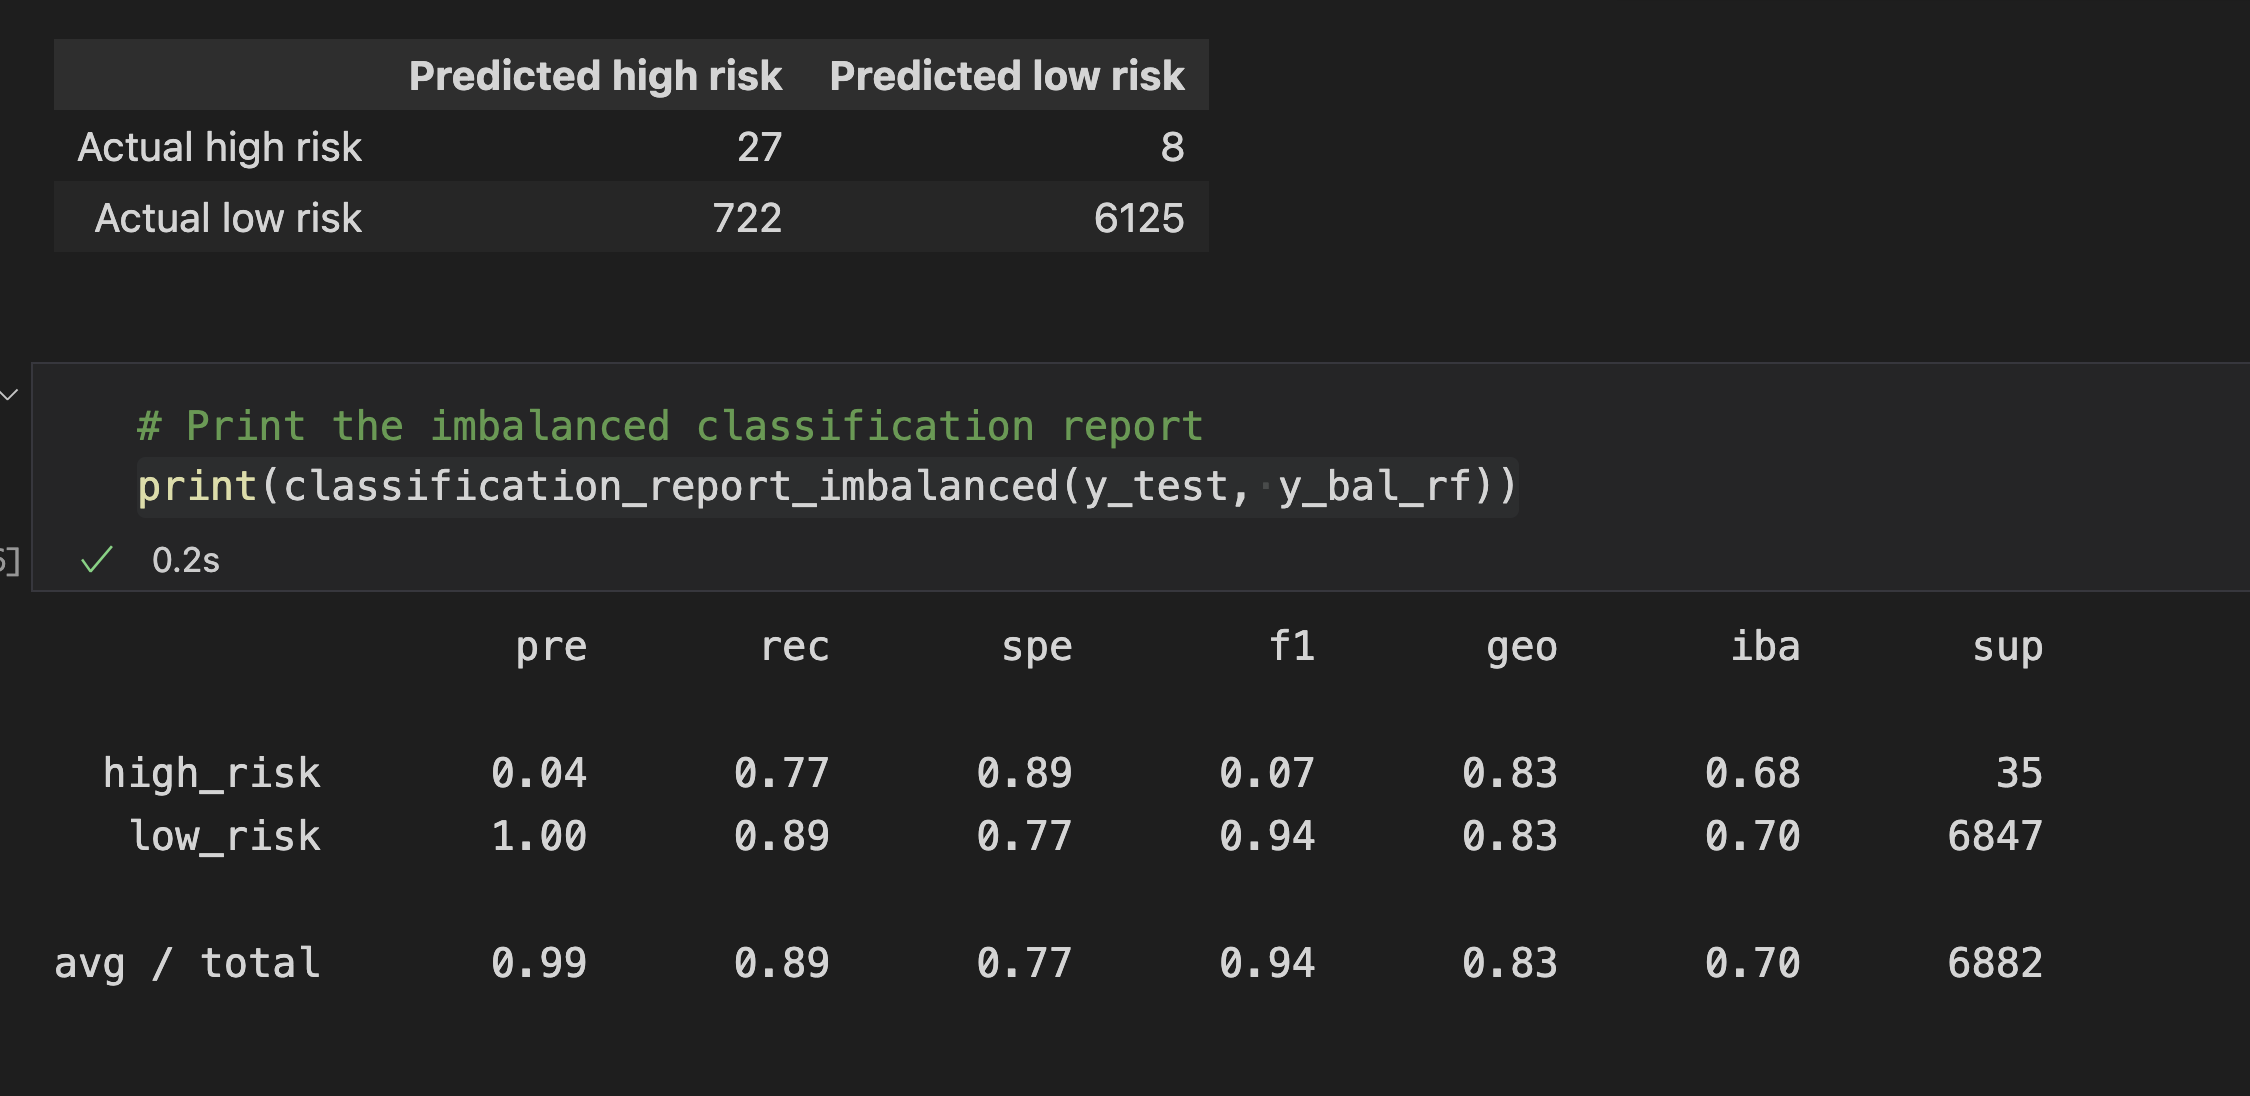 Predicted high risk Predicted low risk
Actual high risk 27 8
Actual low risk 722 6125
# Print the imbalanced classification report
print(classification_report_imbalanced(y_test, y_bal_rf))
✓ 0.2s
pre rec spe f1 geo iba sup
high_risk 0.04 0.77 0.89 0.07 0.83 0.68 35
low_risk 1.00 0.89 0.77 0.94 0.83 0.70 6847
avg / total 0.99 0.89 0.77 0.94 0.83 0.70 6882